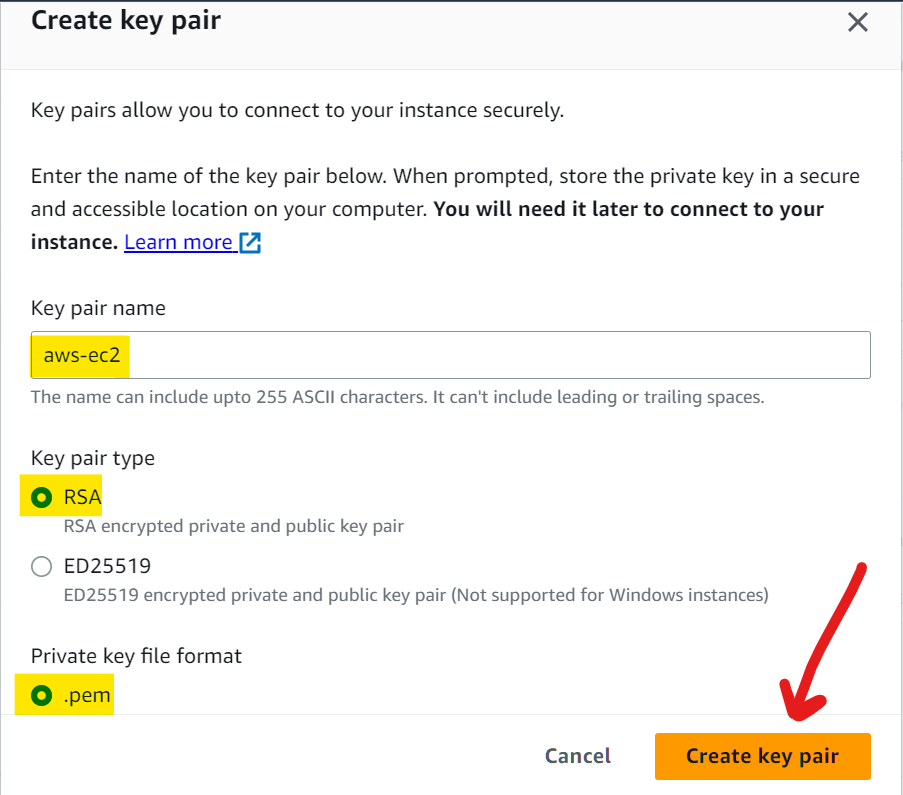 Create key pair
Key pairs allow you to connect to your instance securely.
Enter the name of the key pair below. When prompted, store the private key in a secure
and accessible location on your computer. You will need it later to connect to your
instance. Learn more
Key pair name
aws-ec2
The name can include upto 255 ASCII characters. It can't include leading or trailing spaces.
Key pair type
RSA
RSA encrypted private and public key pair
ED25519
ED25519 encrypted private and public key pair (Not supported for Windows instances)
Private key file format
.pem
Cancel
Create key pair